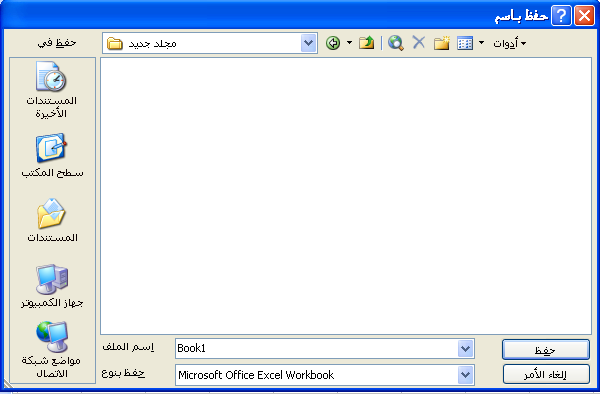 حفظ باسم
حفظ في
مجلد جديد
أدوات
المستندات
الأخيرة
سطح المكتب
المستندات
جهاز الكمبيوتر
مواضع شبكة
الاتصال
إسم الملف
Book1
حفظ
حفظ بنوع
Microsoft Office Excel Workbook
إلغاء الأمر